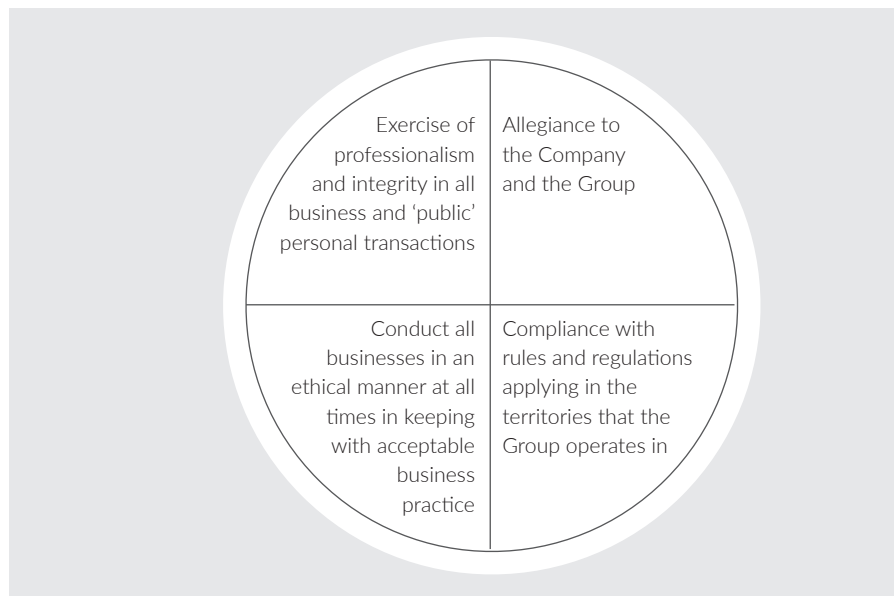 Exercise of
professionalism
and integrity in all
business and ‘public’
personal transactions
Allegiance to
the Company
and the Group
Conduct all
businesses in an
ethical manner at all
times in keeping
with acceptable
business
practice
Compliance with
rules and regulations
applying in the
territories that the
Group operates in